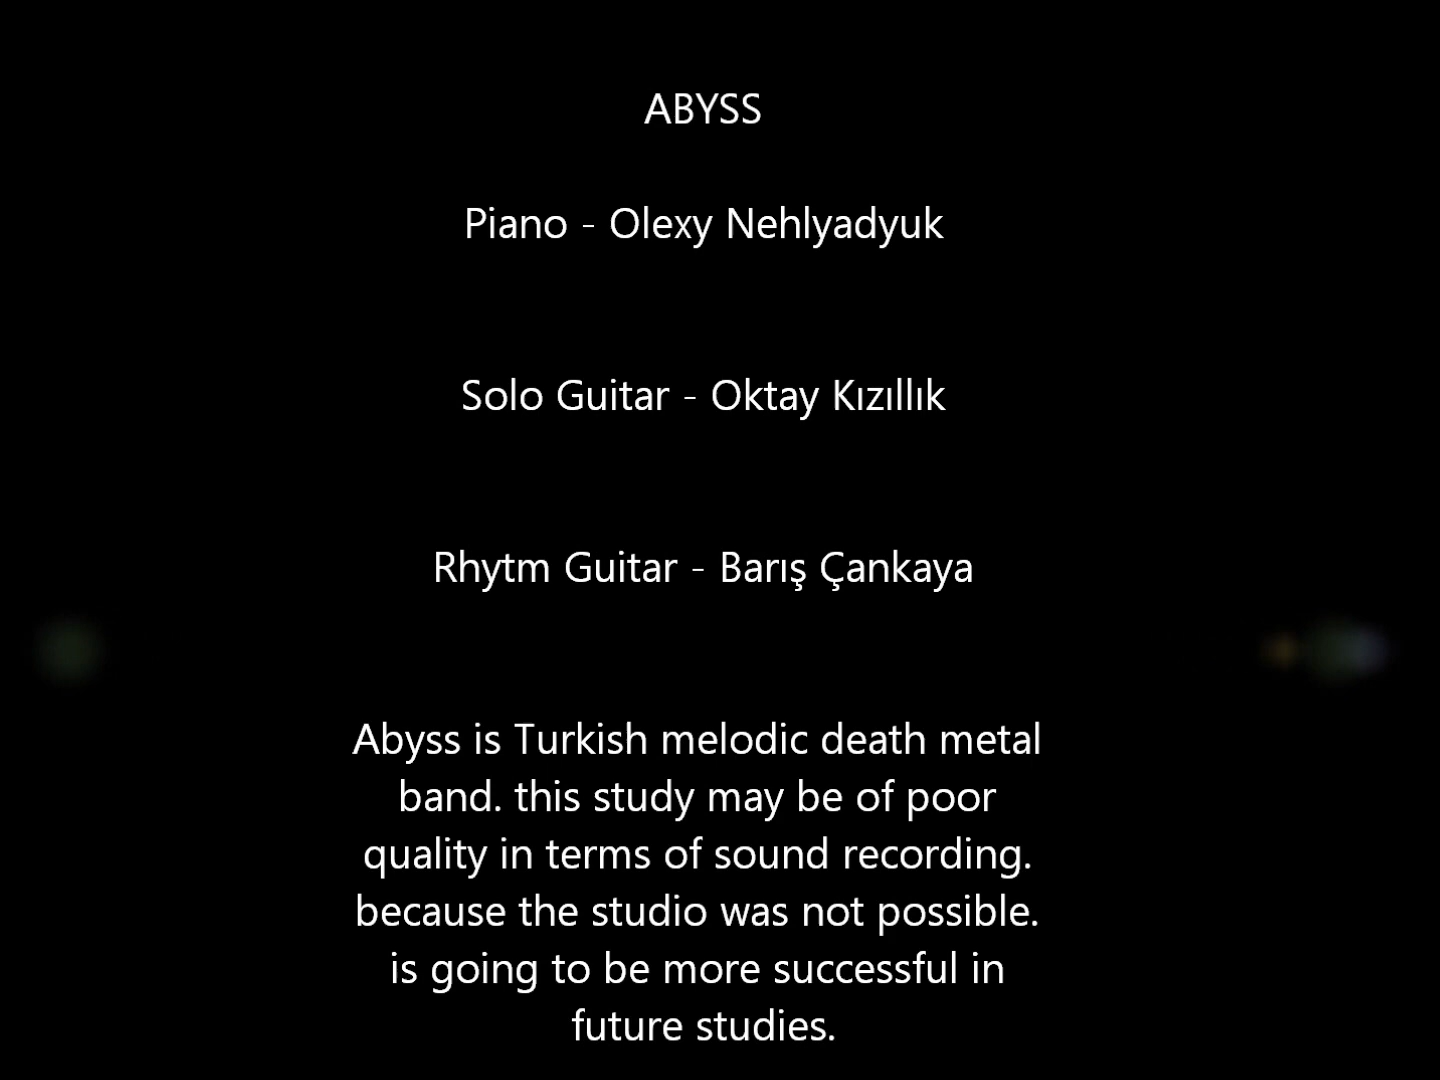 ABYSS
Piano - Olexy Nehlyadyuk
Solo Guitar - Oktay Kızıllık
Rhytm Guitar - Barış Çankaya
Abyss is Turkish melodic death metal
band. this study may be of poor
quality in terms of sound recording.
because the studio was not possible.
is going to be more successful in
future studies.